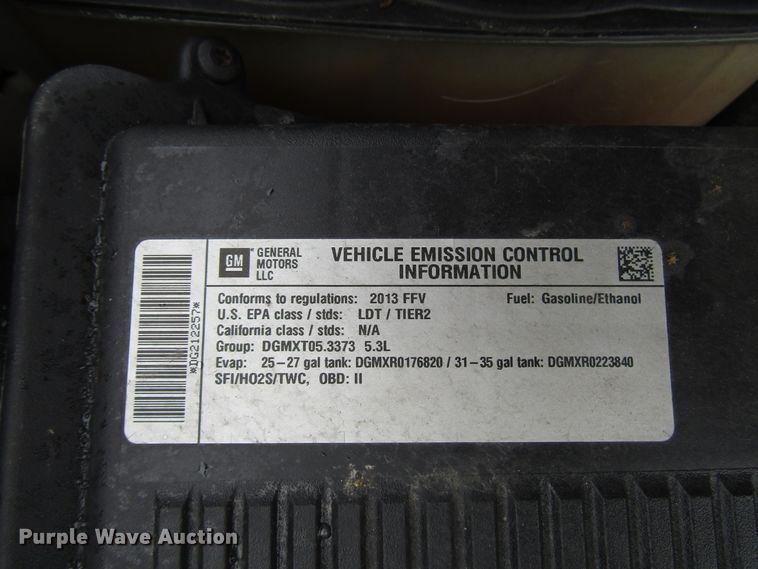 GM
GENERAL
MOTORS
LLC
VEHICLE EMISSION CONTROL
INFORMATION
Conforms to regulations: 2013 FFV Fuel: Gasoline/Ethanol
U.S. EPA class / stds: LDT / TIER2
California class / stds: N/A
Group: DGMXT05.3373 5.3L
Evap: 25-27 gal tank: DGMXR0176820 / 31-35 gal tank: DGMXR0223840
SFI/HO2S/TWC, OBD: II
*DG212257*
Purple Wave Auction